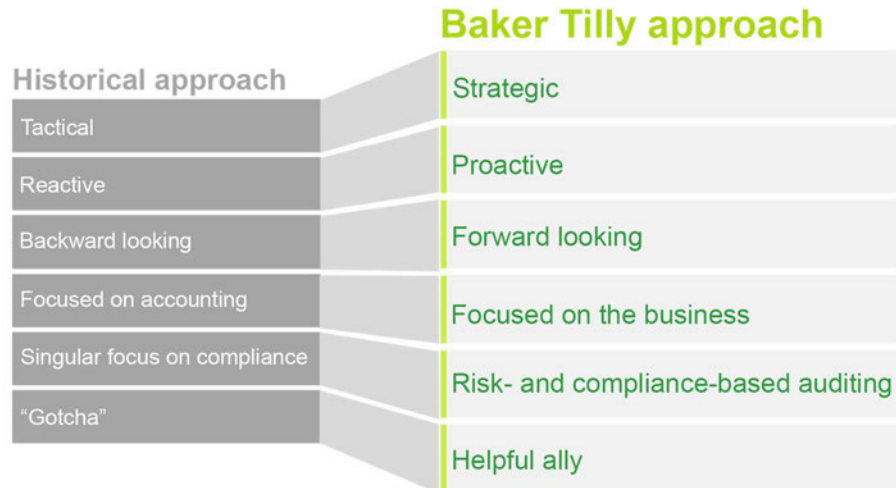 Baker Tilly approach
Historical approach
Tactical
Strategic
Reactive
Proactive
Backward looking
Forward looking
Focused on accounting
Focused on the business
Singular focus on compliance
Risk- and compliance-based auditing
“Gotcha”
Helpful ally